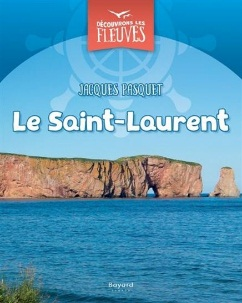 DÉCOUVRONS LES
FLEUVES
JACQUES PASQUET
Le Saint-Laurent
Bayard